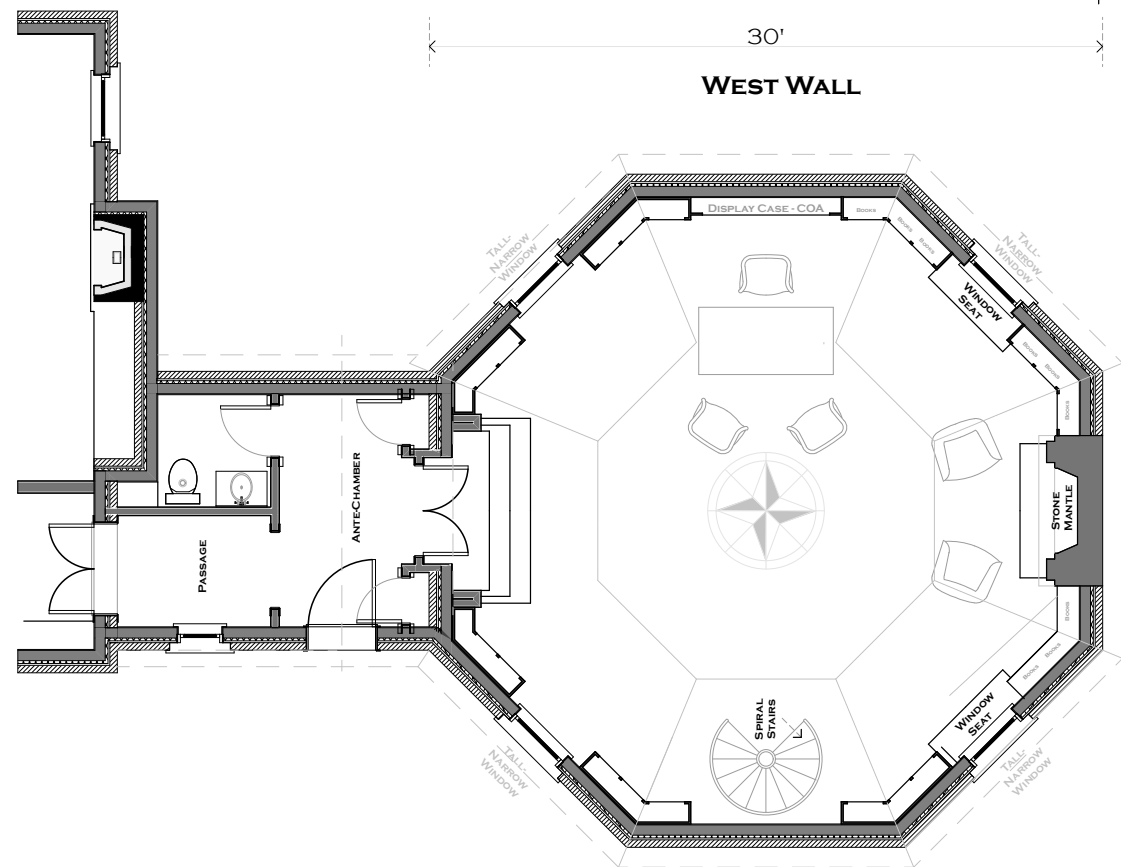 30'
West Wall
Display Case - COA
Books
Books
Books
Tall-
Narrow
Window
Tall-
Narrow
Window
Window
Seat
Books
Books
Books
Ante-Chamber
Passage
Stone
Mantle
Books
Books
Books
Spiral
Stairs
Window
Seat
Tall-
Narrow
Window
Tall-
Narrow
Window